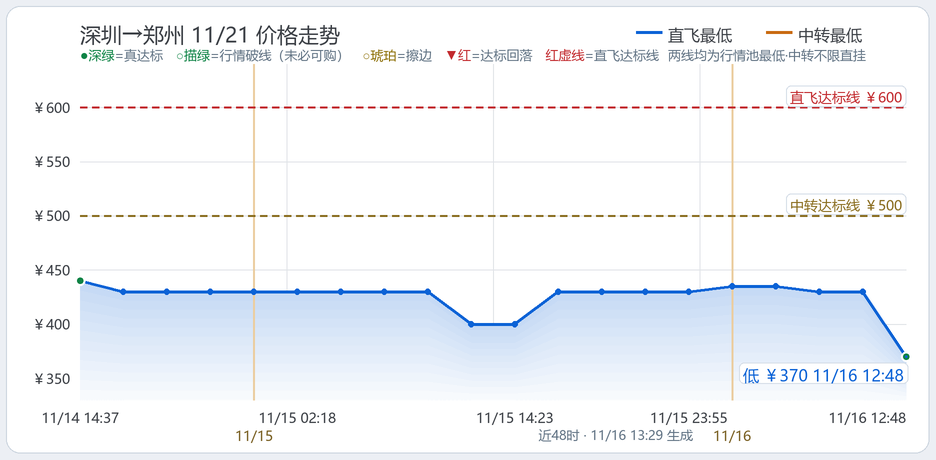 深圳→郑州 11/21 价格走势
直飞最低 中转最低
●深绿=真达标 ○描绿=行情破线（未必可购） ○琥珀=擦边 ▼红=达标回落 红虚线=直飞达标线 两线均为行情池最低·中转不限直挂
¥600
直飞达标线 ¥600
¥550
¥500
中转达标线 ¥500
¥450
¥400
¥350
低 ¥370 11/16 12:48
11/14 14:37 11/15 02:18 11/15 14:23 11/15 23:55 11/16 12:48
11/15 近48时 · 11/16 13:29 生成 11/16